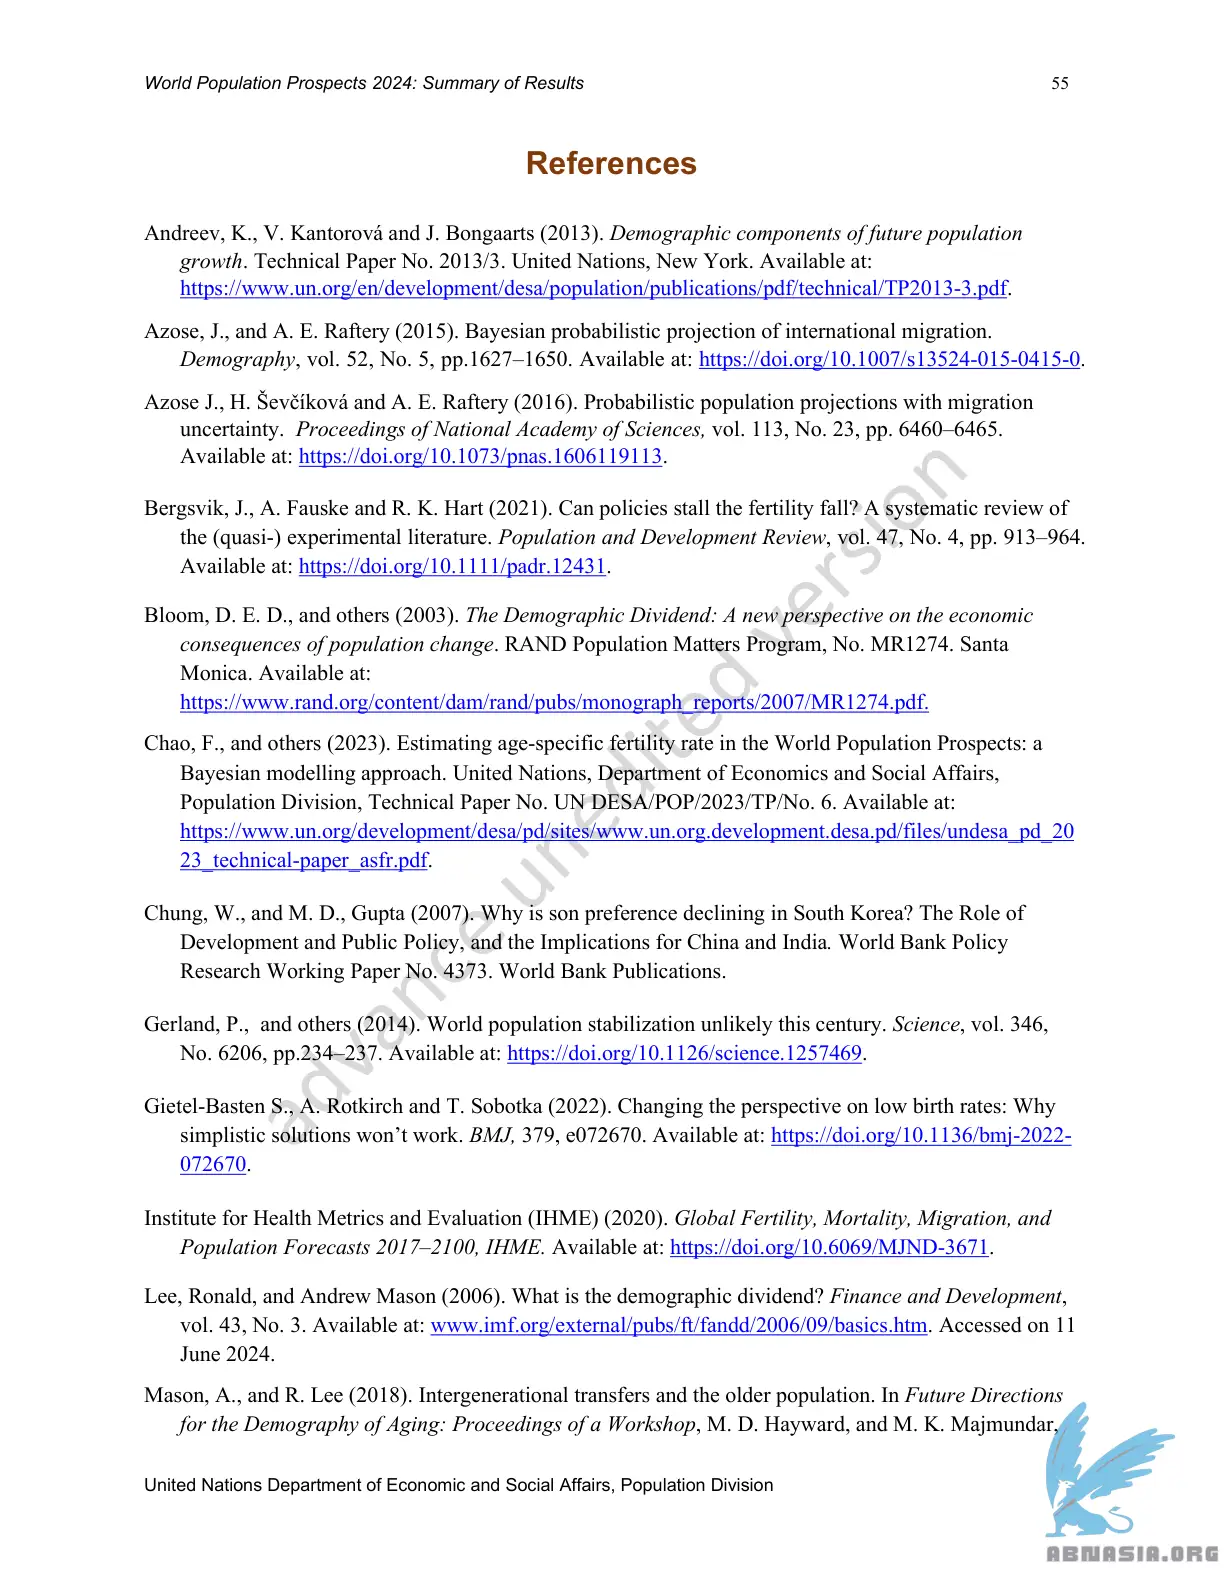 World Population Prospects 2024: Summary of Results 55
References
Andreev, K., V. Kantorová and J. Bongaarts (2013). Demographic components of future population
growth. Technical Paper No. 2013/3. United Nations, New York. Available at:
https://www.un.org/en/development/desa/population/publications/pdf/technical/TP2013-3.pdf.
Azose, J., and A. E. Raftery (2015). Bayesian probabilistic projection of international migration.
Demography, vol. 52, No. 5, pp.1627–1650. Available at: https://doi.org/10.1007/s13524-015-0415-0.
Azose J., H. Ševčíková and A. E. Raftery (2016). Probabilistic population projections with migration
uncertainty.  Proceedings of National Academy of Sciences, vol. 113, No. 23, pp. 6460–6465.
Available at: https://doi.org/10.1073/pnas.1606119113.
Bergsvik, J., A. Fauske and R. K. Hart (2021). Can policies stall the fertility fall? A systematic review of
the (quasi-) experimental literature. Population and Development Review, vol. 47, No. 4, pp. 913–964.
Available at: https://doi.org/10.1111/padr.12431.
Bloom, D. E. D., and others (2003). The Demographic Dividend: A new perspective on the economic
consequences of population change. RAND Population Matters Program, No. MR1274. Santa
Monica. Available at:
https://www.rand.org/content/dam/rand/pubs/monograph_reports/2007/MR1274.pdf.
Chao, F., and others (2023). Estimating age-specific fertility rate in the World Population Prospects: a
Bayesian modelling approach. United Nations, Department of Economics and Social Affairs,
Population Division, Technical Paper No. UN DESA/POP/2023/TP/No. 6. Available at:
https://www.un.org/development/desa/pd/sites/www.un.org.development.desa.pd/files/undesa_pd_20
23_technical-paper_asfr.pdf.
Chung, W., and M. D., Gupta (2007). Why is son preference declining in South Korea? The Role of
Development and Public Policy, and the Implications for China and India. World Bank Policy
Research Working Paper No. 4373. World Bank Publications.
Gerland, P.,  and others (2014). World population stabilization unlikely this century. Science, vol. 346,
No. 6206, pp.234–237. Available at: https://doi.org/10.1126/science.1257469.
Gietel-Basten S., A. Rotkirch and T. Sobotka (2022). Changing the perspective on low birth rates: Why
simplistic solutions won’t work. BMJ, 379, e072670. Available at: https://doi.org/10.1136/bmj-2022-
072670.
Institute for Health Metrics and Evaluation (IHME) (2020). Global Fertility, Mortality, Migration, and
Population Forecasts 2017–2100, IHME. Available at: https://doi.org/10.6069/MJND-3671.
Lee, Ronald, and Andrew Mason (2006). What is the demographic dividend? Finance and Development,
vol. 43, No. 3. Available at: www.imf.org/external/pubs/ft/fandd/2006/09/basics.htm. Accessed on 11
June 2024.
Mason, A., and R. Lee (2018). Intergenerational transfers and the older population. In Future Directions
for the Demography of Aging: Proceedings of a Workshop, M. D. Hayward, and M. K. Majmundar,
United Nations Department of Economic and Social Affairs, Population Division
advance unedited version
ABNASIA.ORG